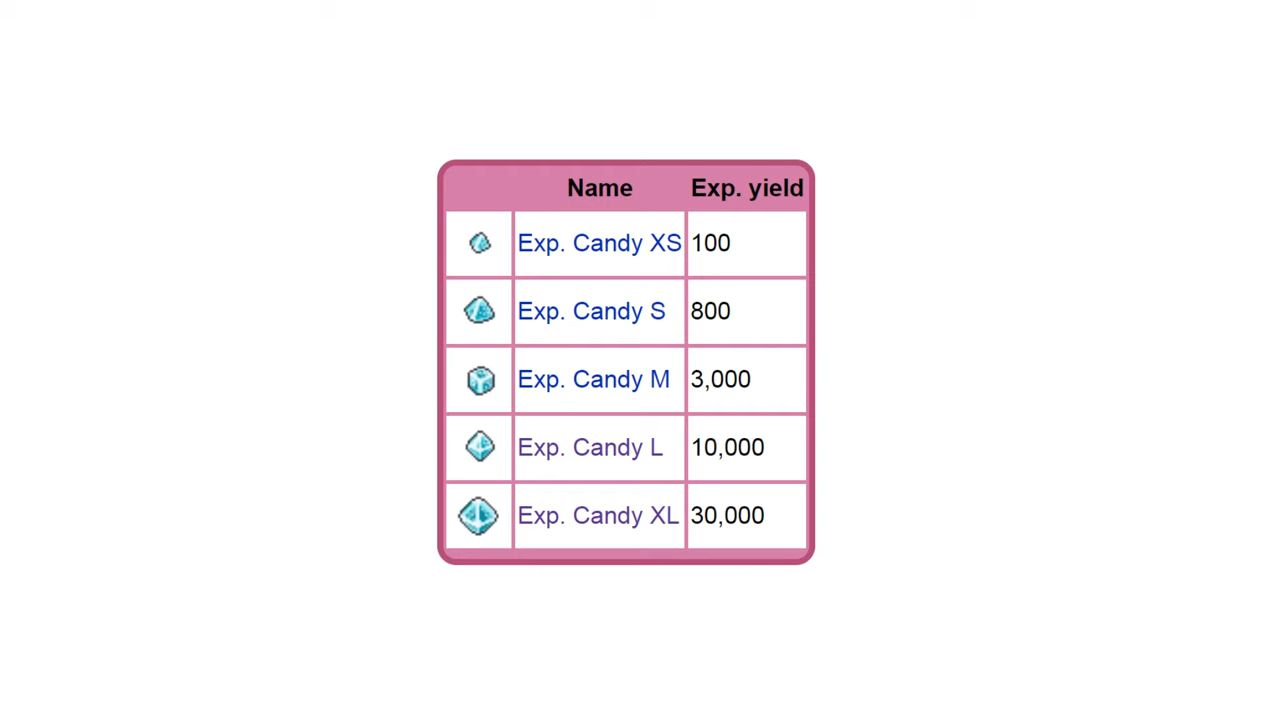 Name Exp. yield
Exp. Candy XS 100
Exp. Candy S 800
Exp. Candy M 3,000
Exp. Candy L 10,000
Exp. Candy XL 30,000